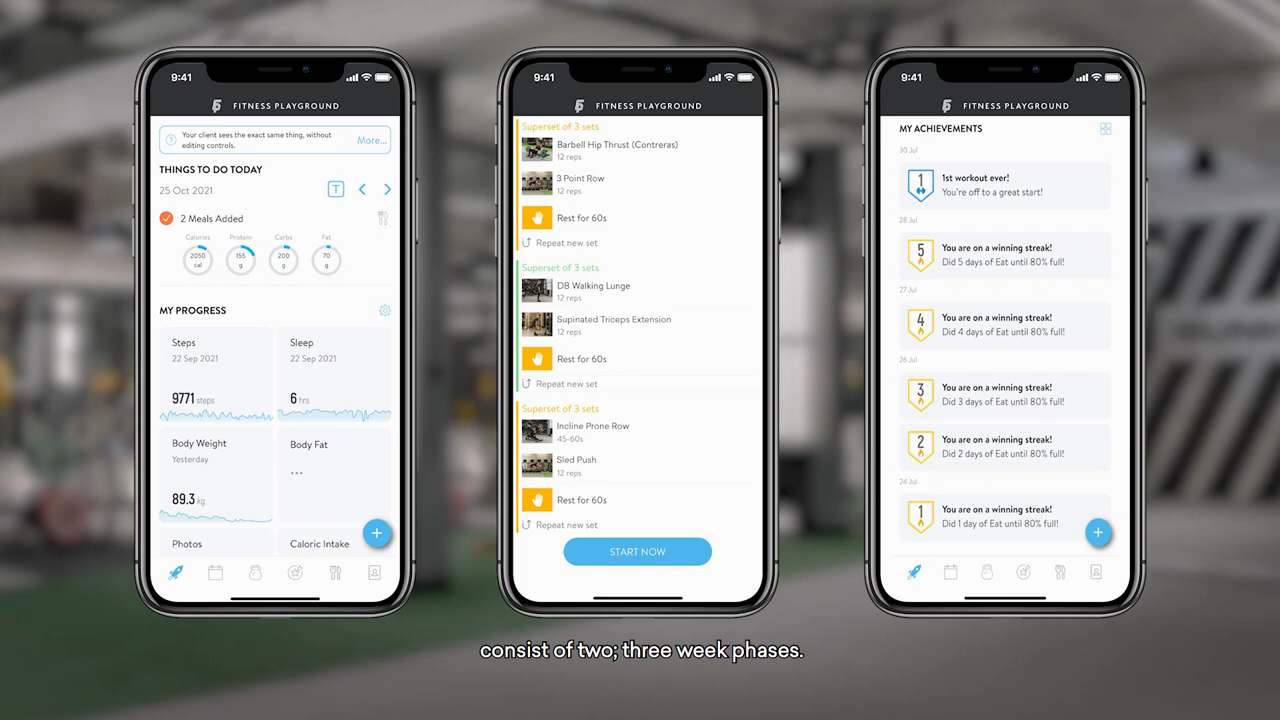 9:41
FITNESS PLAYGROUND
Your client sees the exact same thing, without
editing controls.
More...
THINGS TO DO TODAY
25 Oct 2021
T
2 Meals Added
Calories
Protein
Carbs
Fat
2050
cal
155
g
200
g
70
g
MY PROGRESS
Steps
22 Sep 2021
9771 steps
Sleep
22 Sep 2021
6 hrs
Body Weight
Yesterday
89.3 kg
Body Fat
...
Photos
Caloric Intake
+
9:41
FITNESS PLAYGROUND
Superset of 3 sets
Barbell Hip Thrust (Contreras)
12 reps
3 Point Row
12 reps
Rest for 60s
Repeat new set
Superset of 3 sets
DB Walking Lunge
12 reps
Supinated Triceps Extension
12 reps
Rest for 60s
Repeat new set
Superset of 3 sets
Incline Prone Row
45-60s
Sled Push
12 reps
Rest for 60s
Repeat new set
START NOW
9:41
FITNESS PLAYGROUND
MY ACHIEVEMENTS
30 Jul
1
1st workout ever!
You're off to a great start!
28 Jul
5
You are on a winning streak!
Did 5 days of Eat until 80% full!
27 Jul
4
You are on a winning streak!
Did 4 days of Eat until 80% full!
26 Jul
3
You are on a winning streak!
Did 3 days of Eat until 80% full!
2
You are on a winning streak!
Did 2 days of Eat until 80% full!
24 Jul
1
You are on a winning streak!
Did 1 day of Eat until 80% full!
+
consist of two; three week phases.